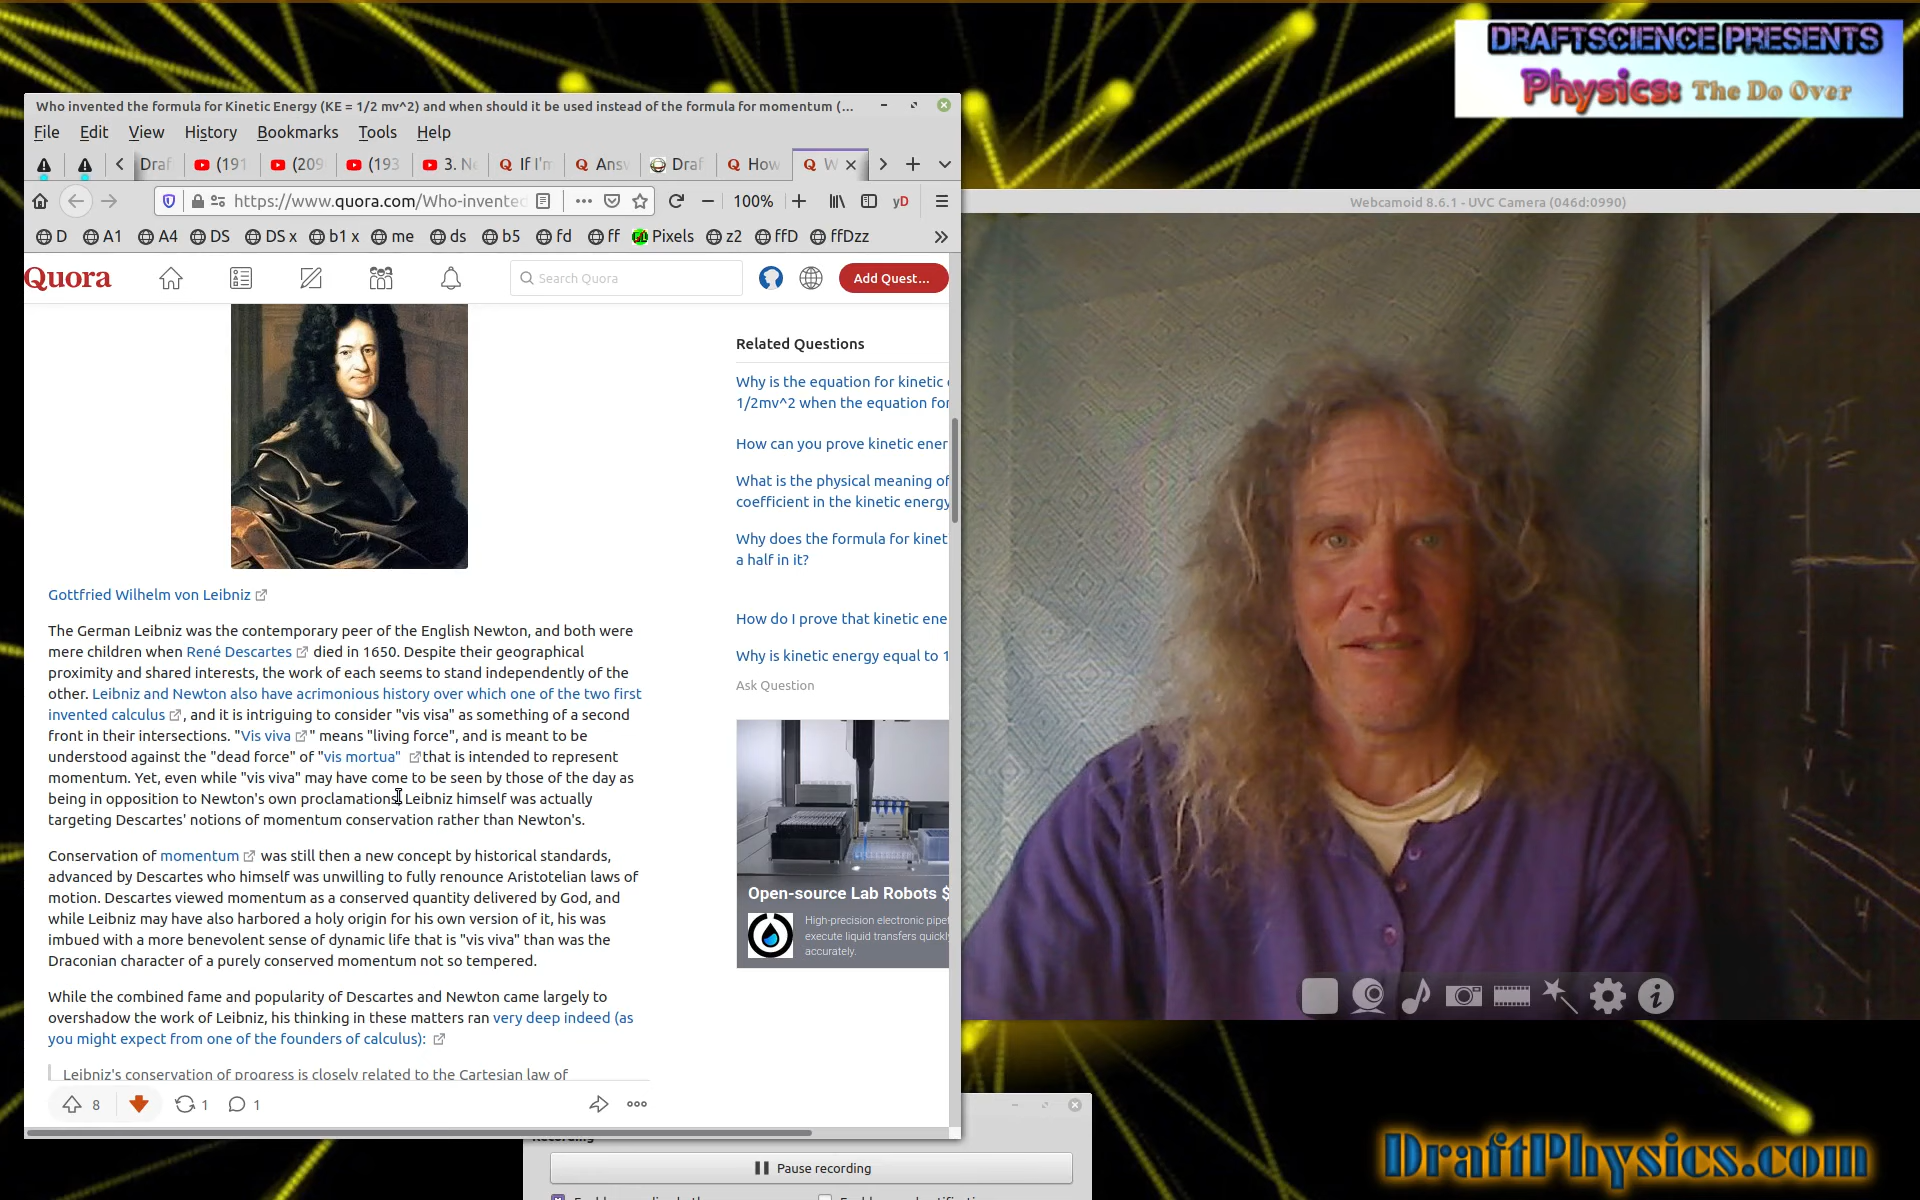 DRAFTSCIENCE PRESENTS
Physics: The Do Over
Who invented the formula for Kinetic Energy (KE = 1/2 mv^2) and when should it be used instead of the formula for momentum (...
File Edit View History Bookmarks Tools Help
Draf (191 (209 (193 3. Ne If I'm Answ Draf How W
https://www.quora.com/Who-invented 100% yD
D A1 A4 DS DS x b1 x me ds b5 fd ff Pixels z2 ffD ffDzz
Webcamoid 8.6.1 - UVC Camera (046d:0990)
Quora Search Quora Add Quest...
Gottfried Wilhelm von Leibniz
The German Leibniz was the contemporary peer of the English Newton, and both were
mere children when René Descartes died in 1650. Despite their geographical
proximity and shared interests, the work of each seems to stand independently of the
other. Leibniz and Newton also have acrimonious history over which one of the two first
invented calculus , and it is intriguing to consider "vis visa" as something of a second
front in their intersections. "Vis viva " means "living force", and is meant to be
understood against the "dead force" of "vis mortua" that is intended to represent
momentum. Yet, even while "vis viva" may have come to be seen by those of the day as
being in opposition to Newton's own proclamations, Leibniz himself was actually
targeting Descartes' notions of momentum conservation rather than Newton's.
Conservation of momentum was still then a new concept by historical standards,
advanced by Descartes who himself was unwilling to fully renounce Aristotelian laws of
motion. Descartes viewed momentum as a conserved quantity delivered by God, and
while Leibniz may have also harbored a holy origin for his own version of it, his was
imbued with a more benevolent sense of dynamic life that is "vis viva" than was the
Draconian character of a purely conserved momentum not so tempered.
While the combined fame and popularity of Descartes and Newton came largely to
overshadow the work of Leibniz, his thinking in these matters ran very deep indeed (as
you might expect from one of the founders of calculus):
Leibniz's conservation of progress is closely related to the Cartesian law of
8 1 1
Related Questions
Why is the equation for kinetic
1/2mv^2 when the equation for
How can you prove kinetic ener
What is the physical meaning of
coefficient in the kinetic energy
Why does the formula for kinet
a half in it?
How do I prove that kinetic ene
Why is kinetic energy equal to 1
Ask Question
Open-source Lab Robots $
High-precision electronic pipet
execute liquid transfers quickly
accurately.
Recording
Pause recording
DraftPhysics.com